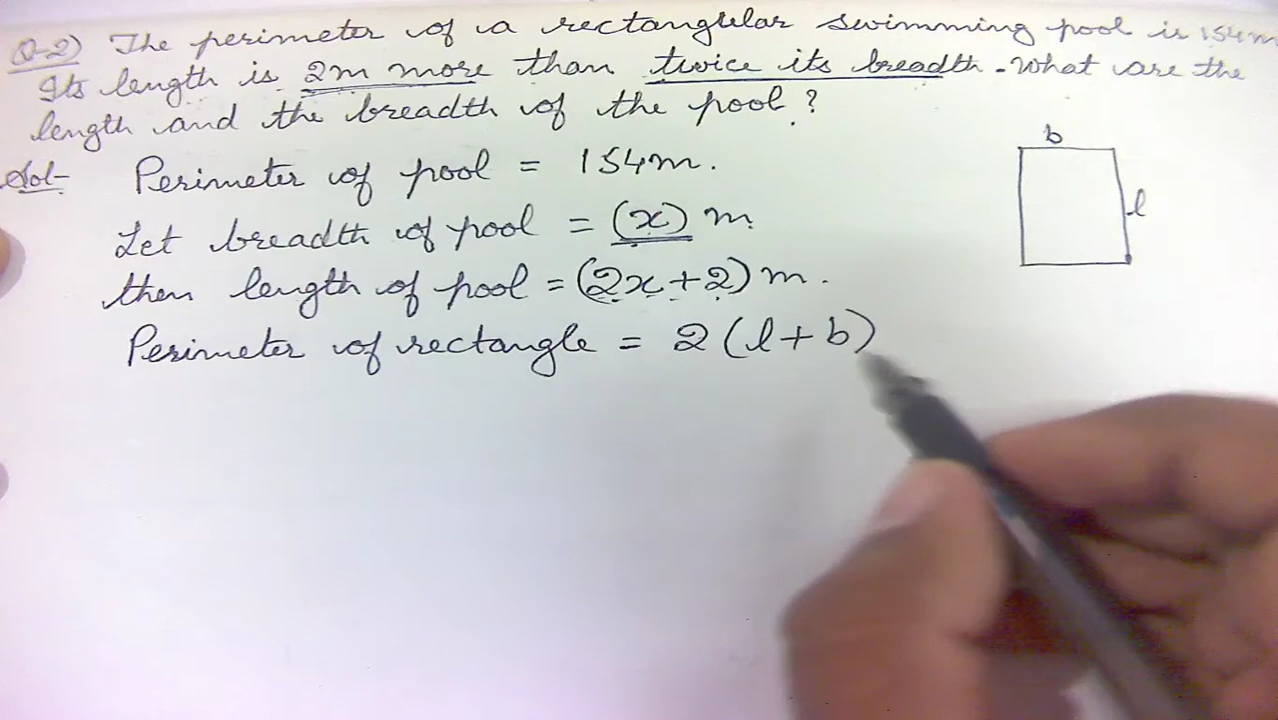 Q-2) The perimeter of a rectangular swimming pool is 154m
Its length is 2m more than twice its breadth. What are the
length and the breadth of the pool?
Sol- Perimeter of pool = 154m.
Let breadth of pool = (x) m
then length of pool = (2x+2) m.
Perimeter of rectangle = 2 (l+b)
b
l